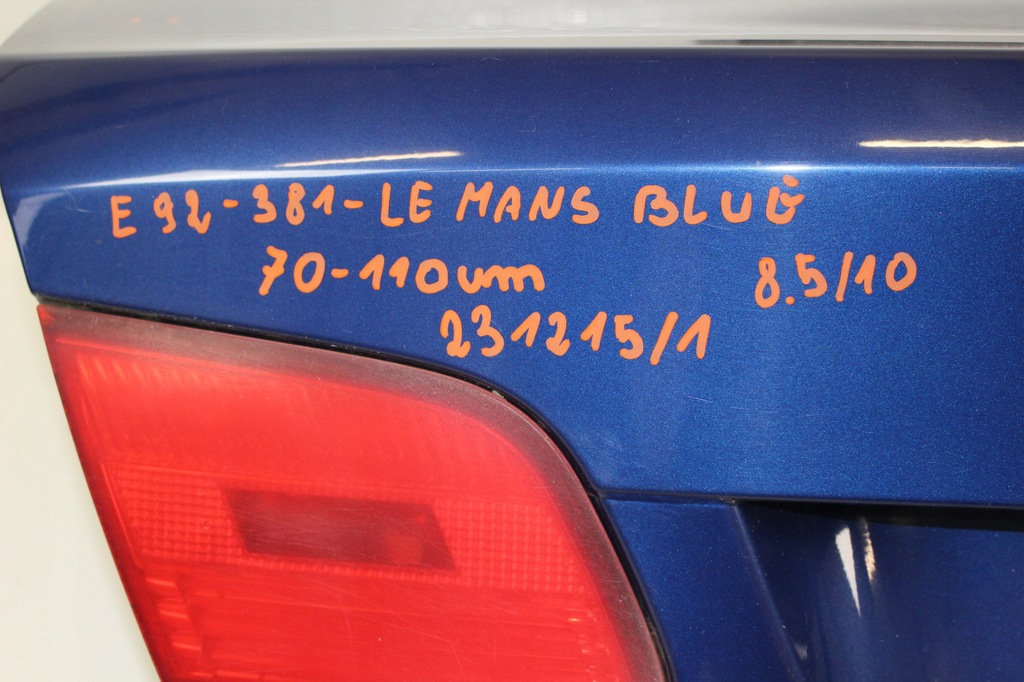 E92-381-LE MANS BLUE
70-110um 8.5/10
231215/1